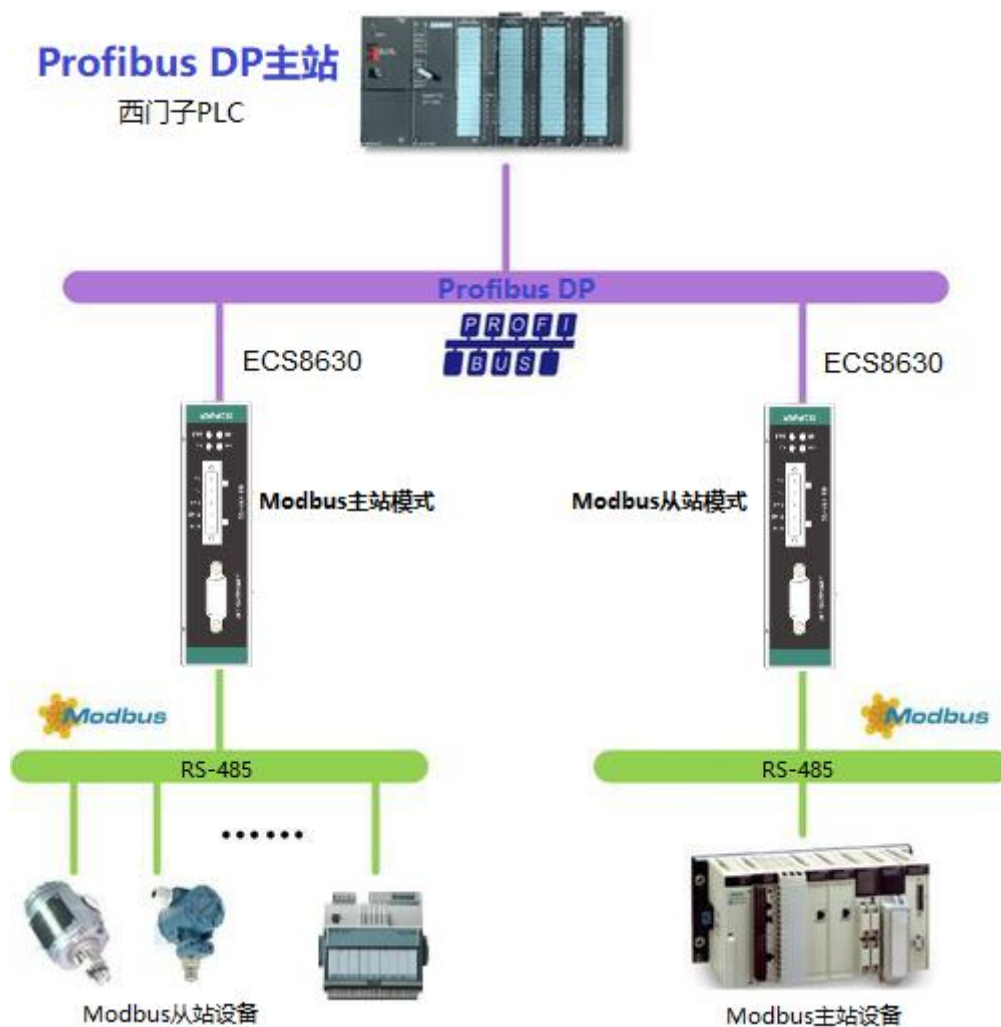 Profibus DP主站
西门子PLC
Profibus DP
PROFI
BUS
ECS8630
ECS8630
Modbus主站模式
Modbus从站模式
Modbus
Modbus
RS-485
RS-485
......
Modbus从站设备
Modbus主站设备